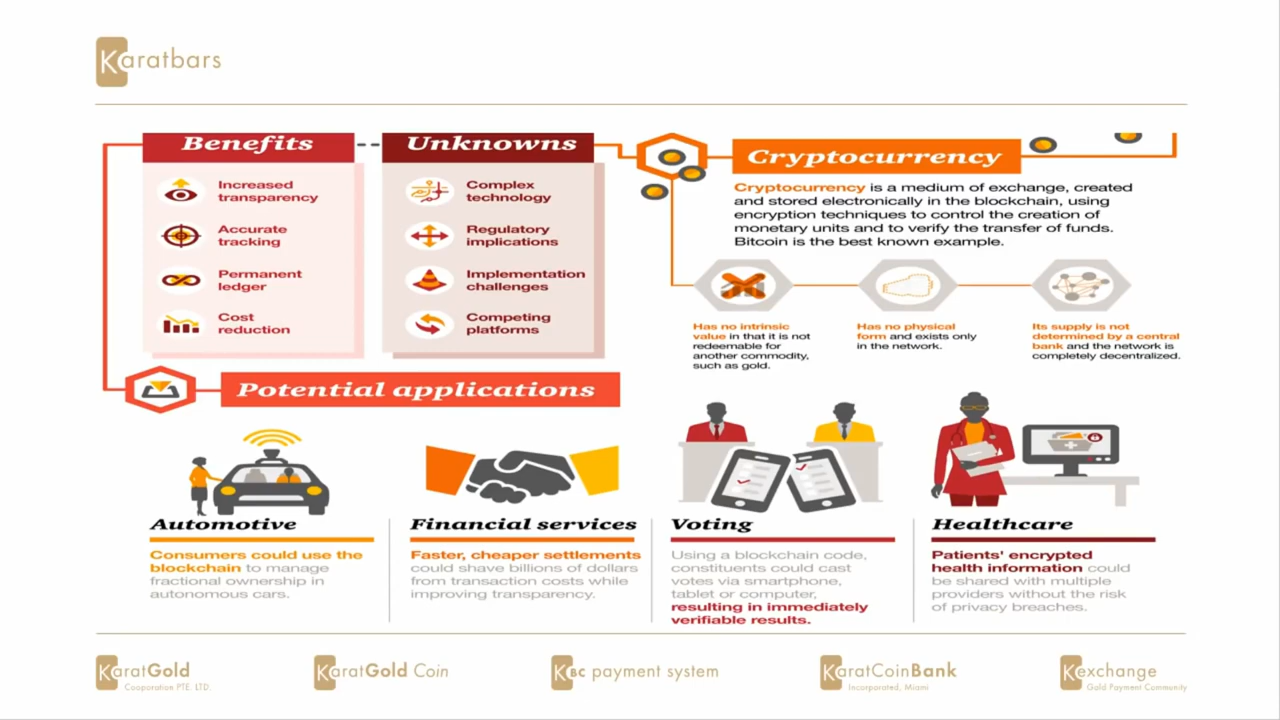 Karatbars
Benefits
Increased
transparency
Accurate
tracking
Permanent
ledger
Cost
reduction
Unknowns
Complex
technology
Regulatory
implications
Implementation
challenges
Competing
platforms
Cryptocurrency
Cryptocurrency is a medium of exchange, created
and stored electronically in the blockchain, using
encryption techniques to control the creation of
monetary units and to verify the transfer of funds.
Bitcoin is the best known example.
Has no intrinsic
value in that it is not
redeemable for
another commodity,
such as gold.
Has no physical
form and exists only
in the network.
Its supply is not
determined by a central
bank and the network is
completely decentralized.
Potential applications
Automotive
Consumers could use the
blockchain to manage
fractional ownership in
autonomous cars.
Financial services
Faster, cheaper settlements
could shave billions of dollars
from transaction costs while
improving transparency.
Voting
Using a blockchain code,
constituents could cast
votes via smartphone,
tablet or computer,
resulting in immediately
verifiable results.
Healthcare
Patients' encrypted
health information could
be shared with multiple
providers without the risk
of privacy breaches.
KaratGold
Cooporation PTE. LTD.
KaratGold Coin
KBC payment system
KaratCoinBank
Incorporated, Miami
Kexchange
Gold Payment Community